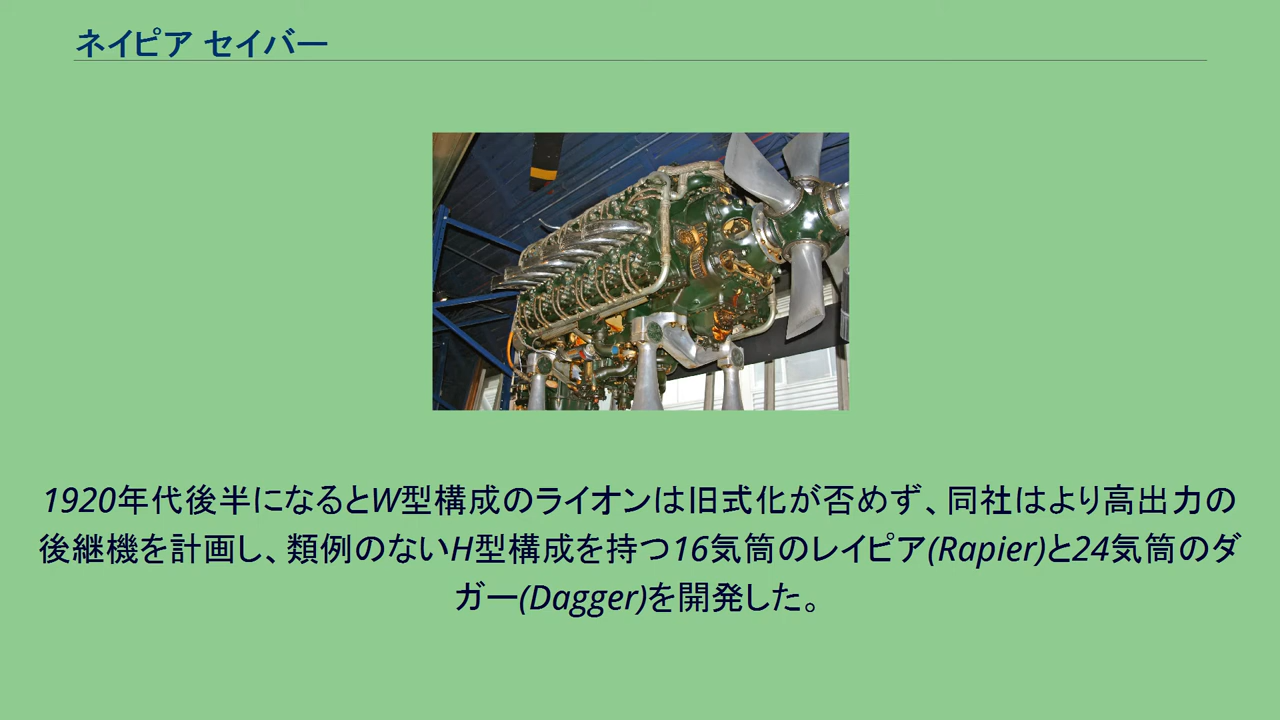 ネイピア セイバー
1920年代後半になるとW型構成のライオンは旧式化が否めず、同社はより高出力の
後継機を計画し、類例のないH型構成を持つ16気筒のレイピア(Rapier)と24気筒のダ
ガー(Dagger)を開発した。